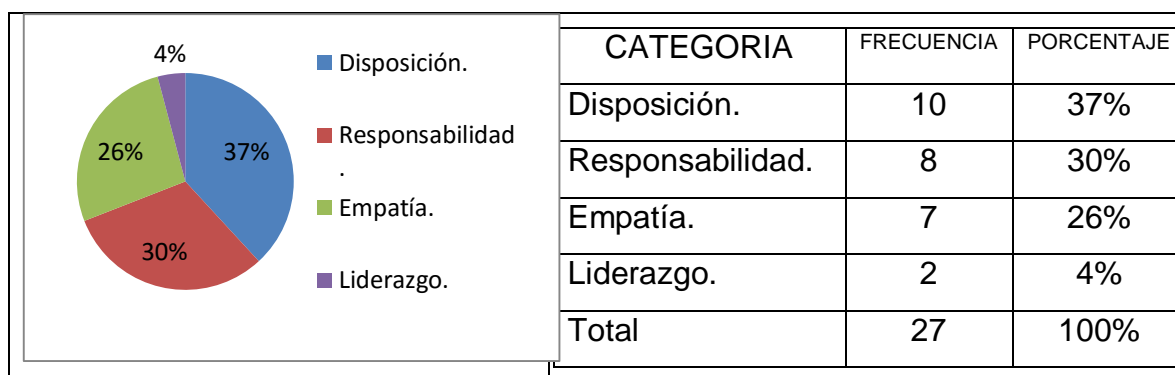 4%
26%
37%
30%
Disposición.
Responsabilidad
.
Empatía.
Liderazgo.
CATEGORIA FRECUENCIA PORCENTAJE
Disposición. 10 37%
Responsabilidad. 8 30%
Empatía. 7 26%
Liderazgo. 2 4%
Total 27 100%